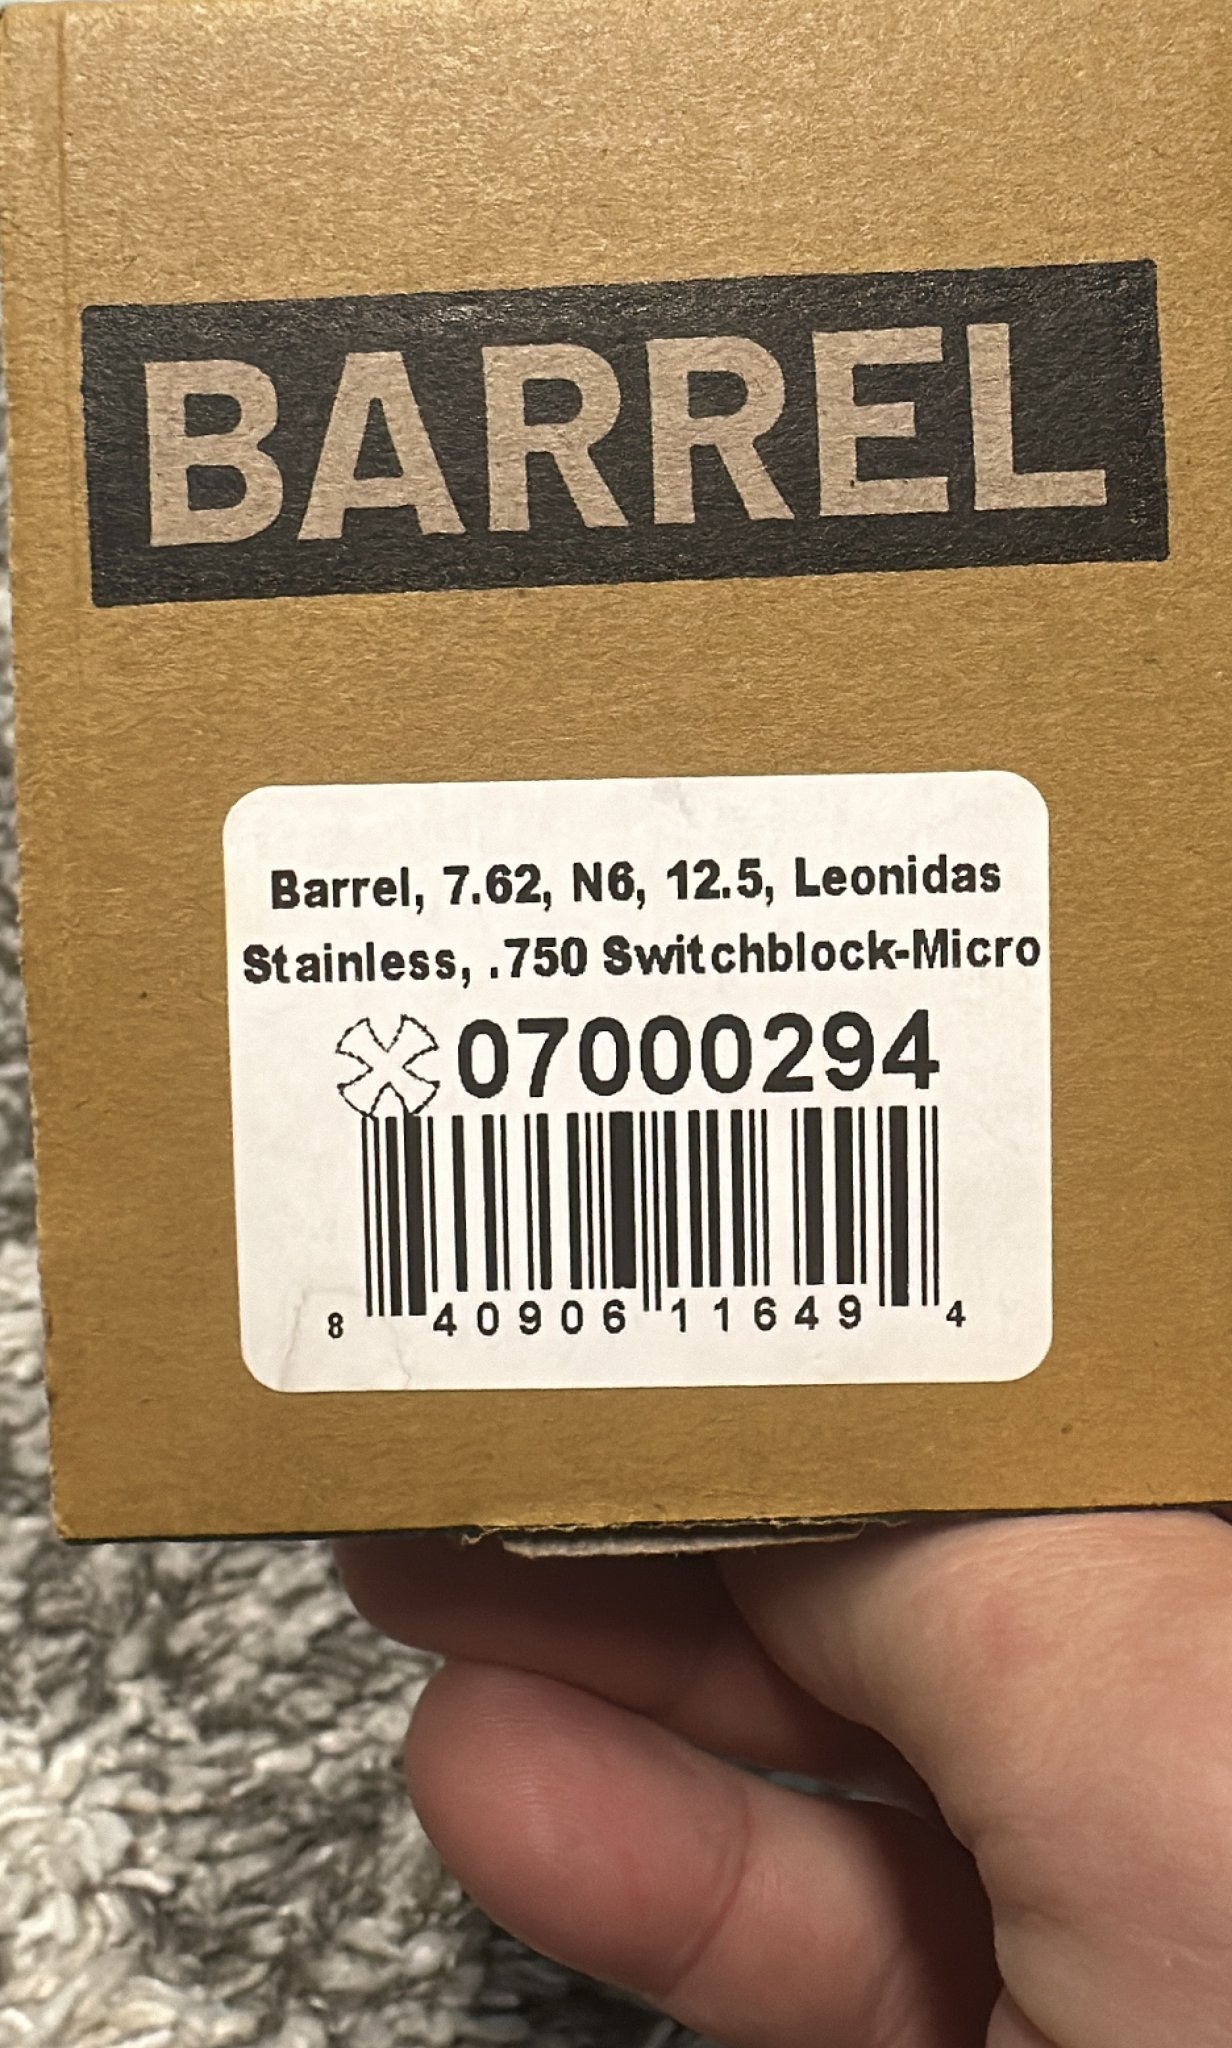 BARREL
Barrel, 7.62, N6, 12.5, Leonidas
Stainless, .750 Switchblock-Micro
07000294
8 40906 11649 4